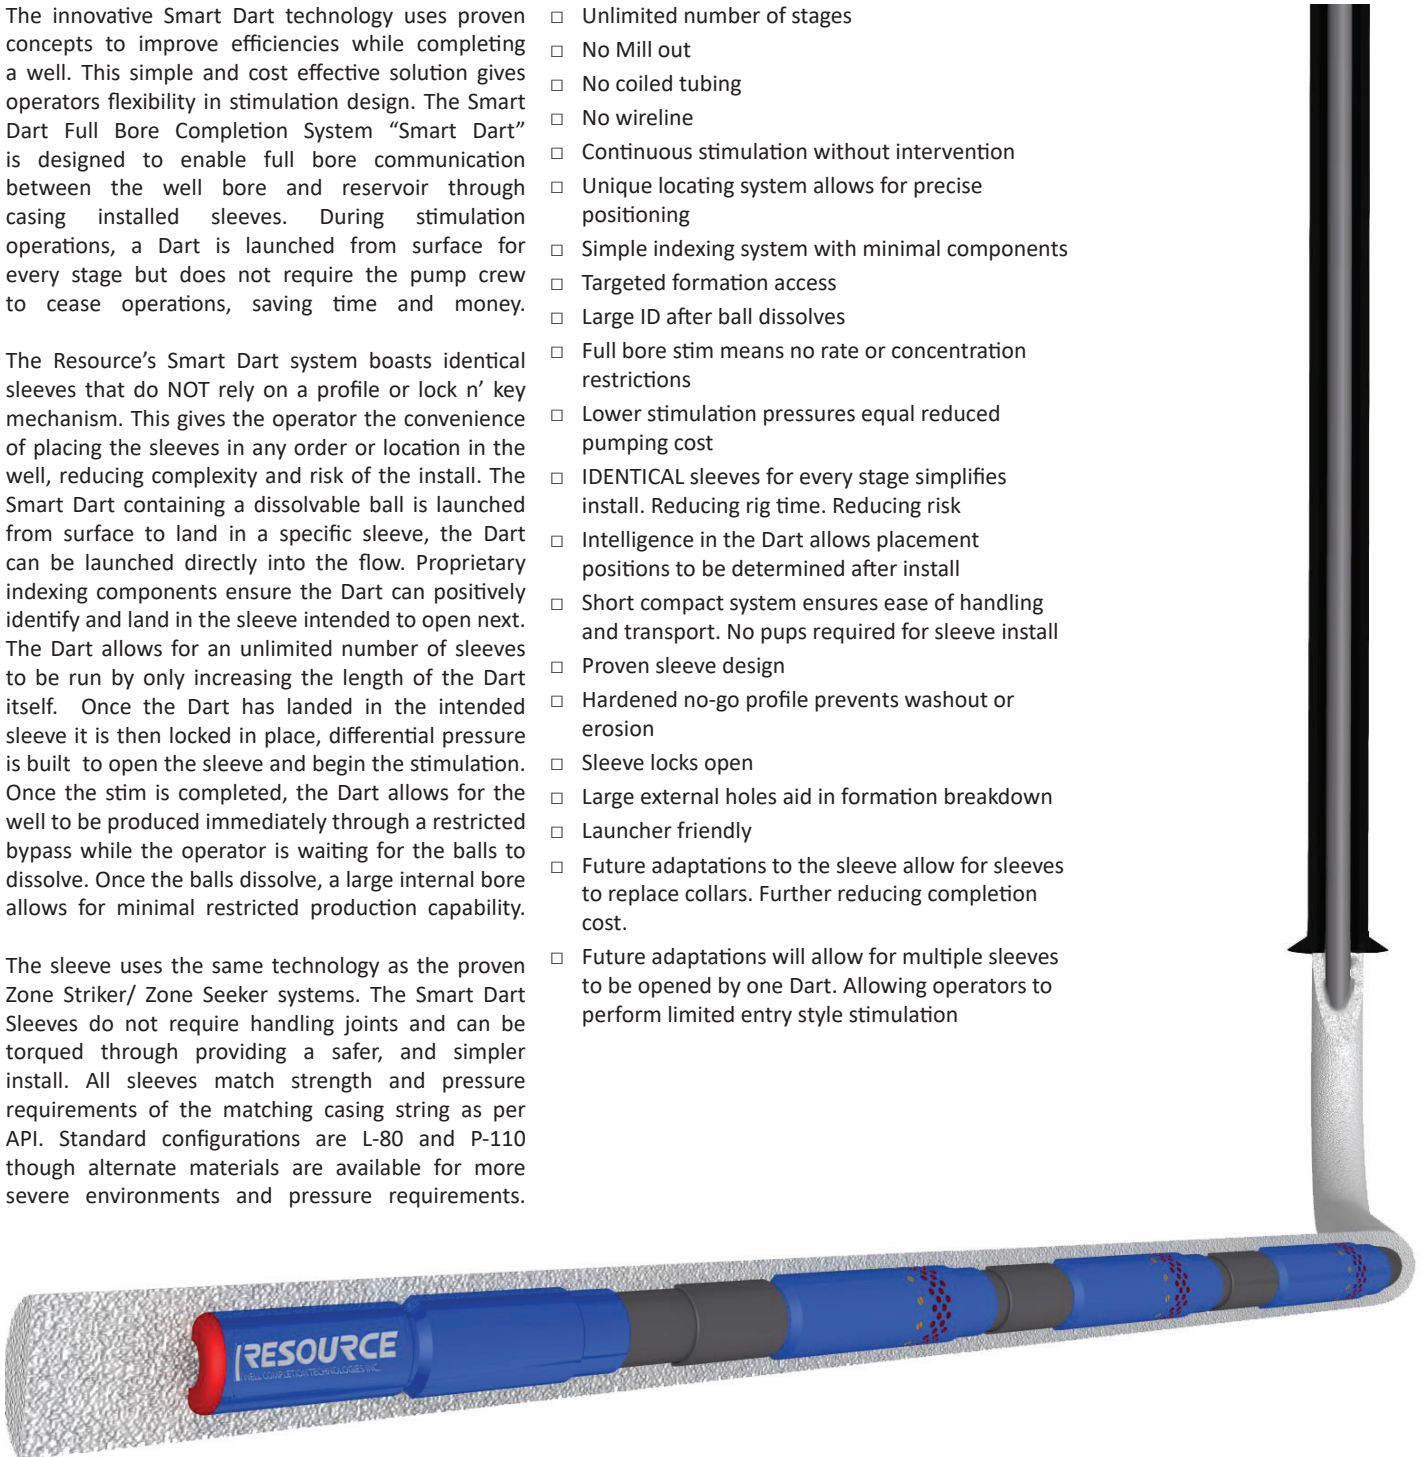 The innovative Smart Dart technology uses proven
concepts to improve efficiencies while completing
a well. This simple and cost effective solution gives
operators flexibility in stimulation design. The Smart
Dart Full Bore Completion System “Smart Dart”
is designed to enable full bore communication
between the well bore and reservoir through
casing installed sleeves. During stimulation
operations, a Dart is launched from surface for
every stage but does not require the pump crew
to cease operations, saving time and money.
The Resource's Smart Dart system boasts identical
sleeves that do NOT rely on a profile or lock n' key
mechanism. This gives the operator the convenience
of placing the sleeves in any order or location in the
well, reducing complexity and risk of the install. The
Smart Dart containing a dissolvable ball is launched
from surface to land in a specific sleeve, the Dart
can be launched directly into the flow. Proprietary
indexing components ensure the Dart can positively
identify and land in the sleeve intended to open next.
The Dart allows for an unlimited number of sleeves
to be run by only increasing the length of the Dart
itself. Once the Dart has landed in the intended
sleeve it is then locked in place, differential pressure
is built to open the sleeve and begin the stimulation.
Once the stim is completed, the Dart allows for the
well to be produced immediately through a restricted
bypass while the operator is waiting for the balls to
dissolve. Once the balls dissolve, a large internal bore
allows for minimal restricted production capability.
The sleeve uses the same technology as the proven
Zone Striker/ Zone Seeker systems. The Smart Dart
Sleeves do not require handling joints and can be
torqued through providing a safer, and simpler
install. All sleeves match strength and pressure
requirements of the matching casing string as per
API. Standard configurations are L-80 and P-110
though alternate materials are available for more
severe environments and pressure requirements.
□ Unlimited number of stages
□ No Mill out
□ No coiled tubing
□ No wireline
□ Continuous stimulation without intervention
□ Unique locating system allows for precise
positioning
□ Simple indexing system with minimal components
□ Targeted formation access
□ Large ID after ball dissolves
□ Full bore stim means no rate or concentration
restrictions
□ Lower stimulation pressures equal reduced
pumping cost
□ IDENTICAL sleeves for every stage simplifies
install. Reducing rig time. Reducing risk
□ Intelligence in the Dart allows placement
positions to be determined after install
□ Short compact system ensures ease of handling
and transport. No pups required for sleeve install
□ Proven sleeve design
□ Hardened no-go profile prevents washout or
erosion
□ Sleeve locks open
□ Large external holes aid in formation breakdown
□ Launcher friendly
□ Future adaptations to the sleeve allow for sleeves
to replace collars. Further reducing completion
cost.
□ Future adaptations will allow for multiple sleeves
to be opened by one Dart. Allowing operators to
perform limited entry style stimulation
RESOURCE
WELL COMPLETION TECHNOLOGIES INC.